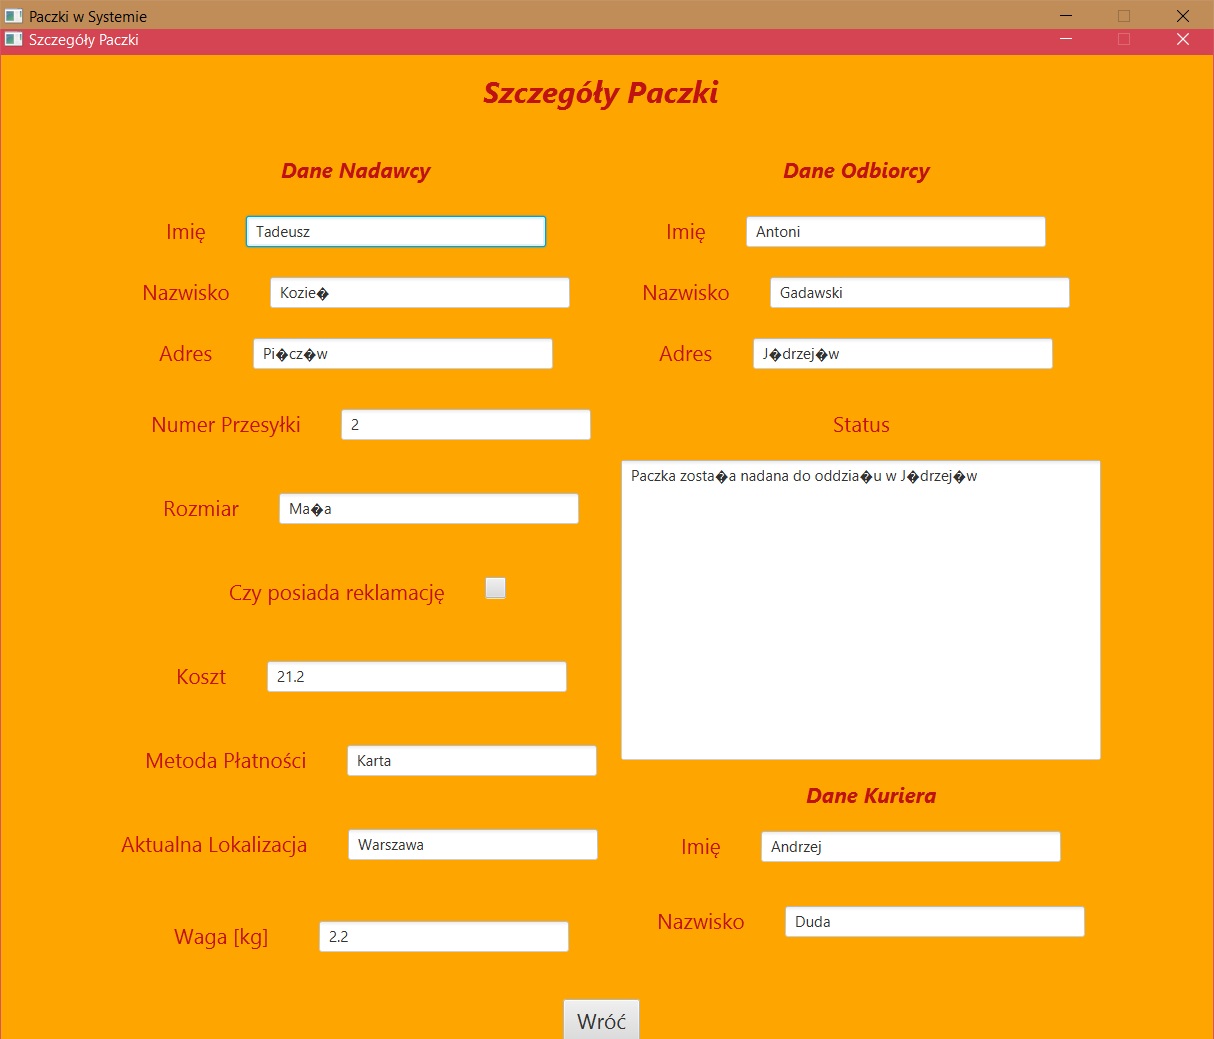 Paczki w Systemie
Szczegóły Paczki
Szczegóły Paczki
Dane Nadawcy
Imię Tadeusz
Nazwisko Kozie�
Adres Pi�cz�w
Numer Przesyłki 2
Rozmiar Ma�a
Czy posiada reklamację
Koszt 21.2
Metoda Płatności Karta
Aktualna Lokalizacja Warszawa
Waga [kg] 2.2
Dane Odbiorcy
Imię Antoni
Nazwisko Gadawski
Adres J�drzej�w
Status
Paczka zosta�a nadana do oddzia�u w J�drzej�w
Dane Kuriera
Imię Andrzej
Nazwisko Duda
Wróć